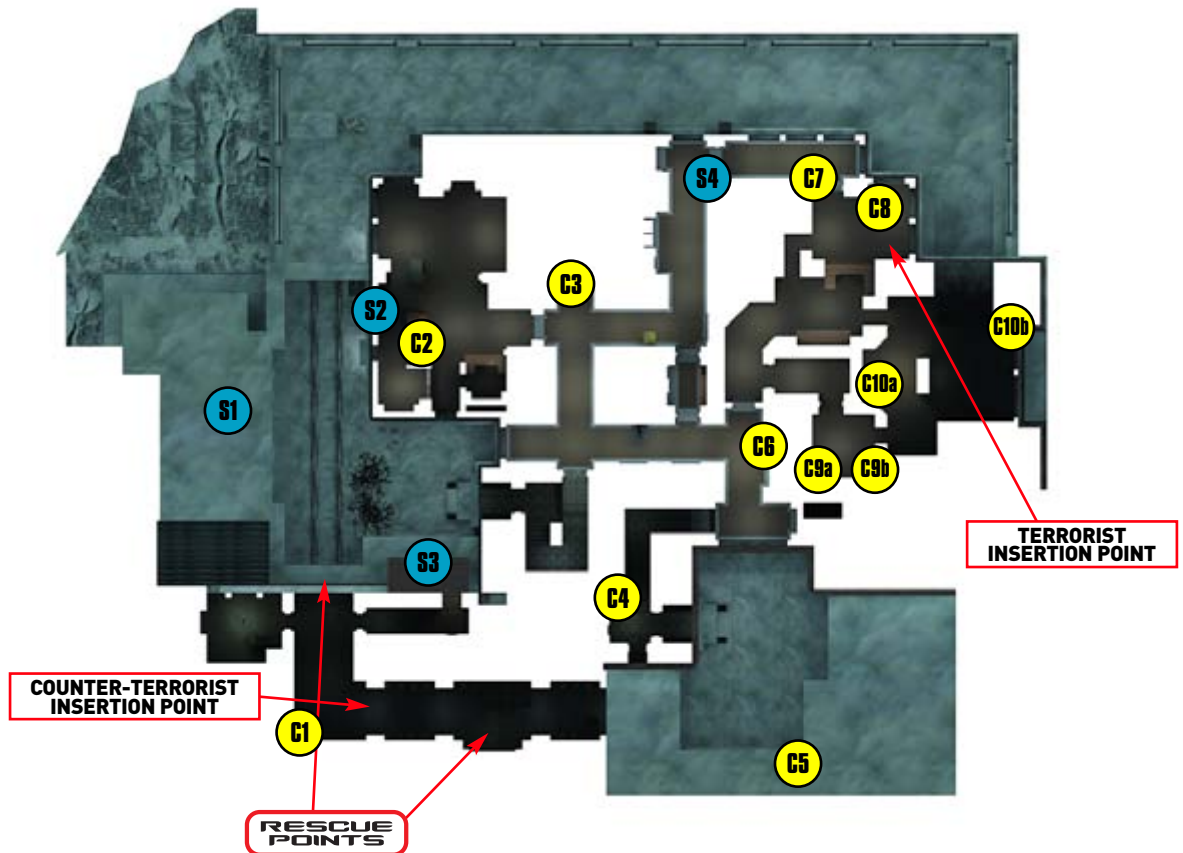 S4
C7
C8
C3
S2
C2
C10b
C10a
S1
C6
C9a
C9b
TERRORIST
INSERTION POINT
S3
C4
COUNTER-TERRORIST
INSERTION POINT
C1
C5
RESCUE
POINTS